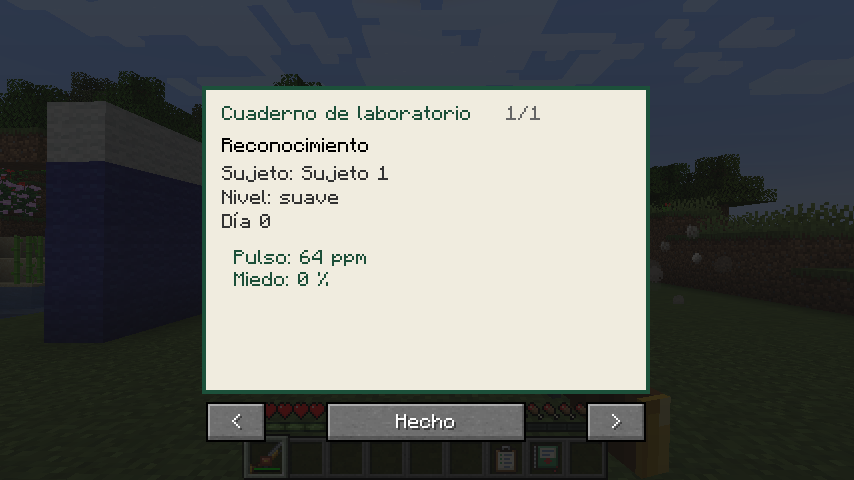 Cuaderno de laboratorio 1/1
Reconocimiento
Sujeto: Sujeto 1
Nivel: suave
Día 0
Pulso: 64 ppm
Miedo: 0 %
< Hecho >